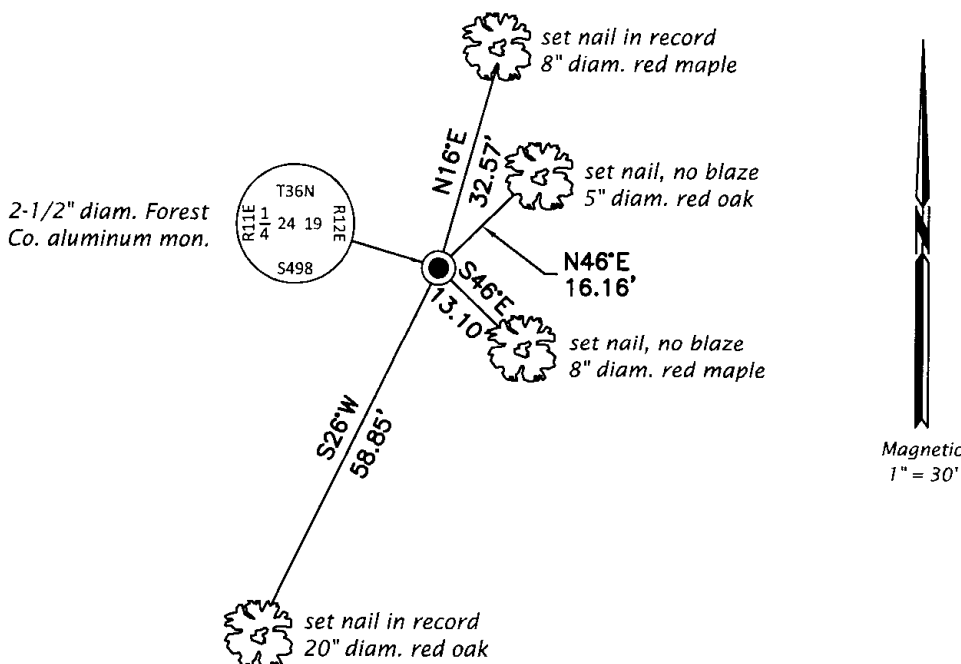 set nail in record
8" diam. red maple
N16°E
32.57'
set nail, no blaze
5" diam. red oak
2-1/2" diam. Forest
Co. aluminum mon.
T36N
R11E 1/4 24 19 R12E
S498
N46°E
16.16'
S46°E
13.10'
set nail, no blaze
8" diam. red maple
S26°W
58.85'
N
Magnetic
1" = 30'
set nail in record
20" diam. red oak